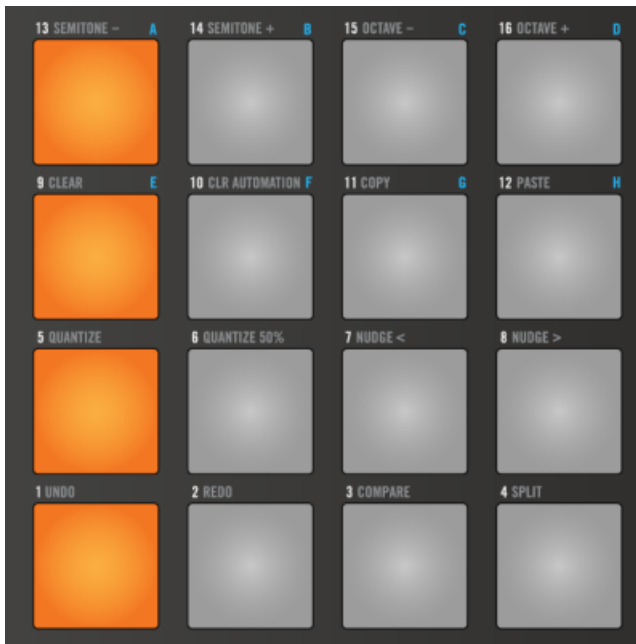 13 SEMITONE – A 14 SEMITONE + B 15 OCTAVE – C 16 OCTAVE + D
9 CLEAR E 10 CLR AUTOMATION F 11 COPY G 12 PASTE H
5 QUANTIZE 6 QUANTIZE 50% 7 NUDGE < 8 NUDGE >
1 UNDO 2 REDO 3 COMPARE 4 SPLIT